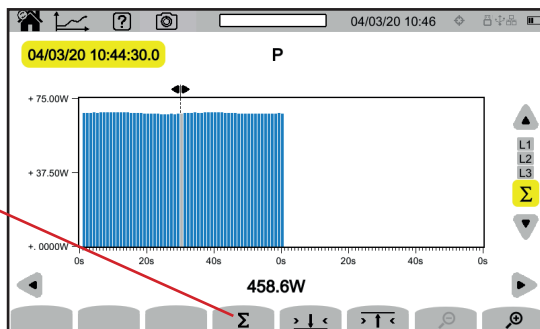 ? 04/03/20 10:46
04/03/20 10:44:30.0 P
+ 75.00W
+ 37.50W
+. 0000W
0s 20s 40s 0s 20s 40s 0s
L1
L2
L3
Σ
458.6W
Σ